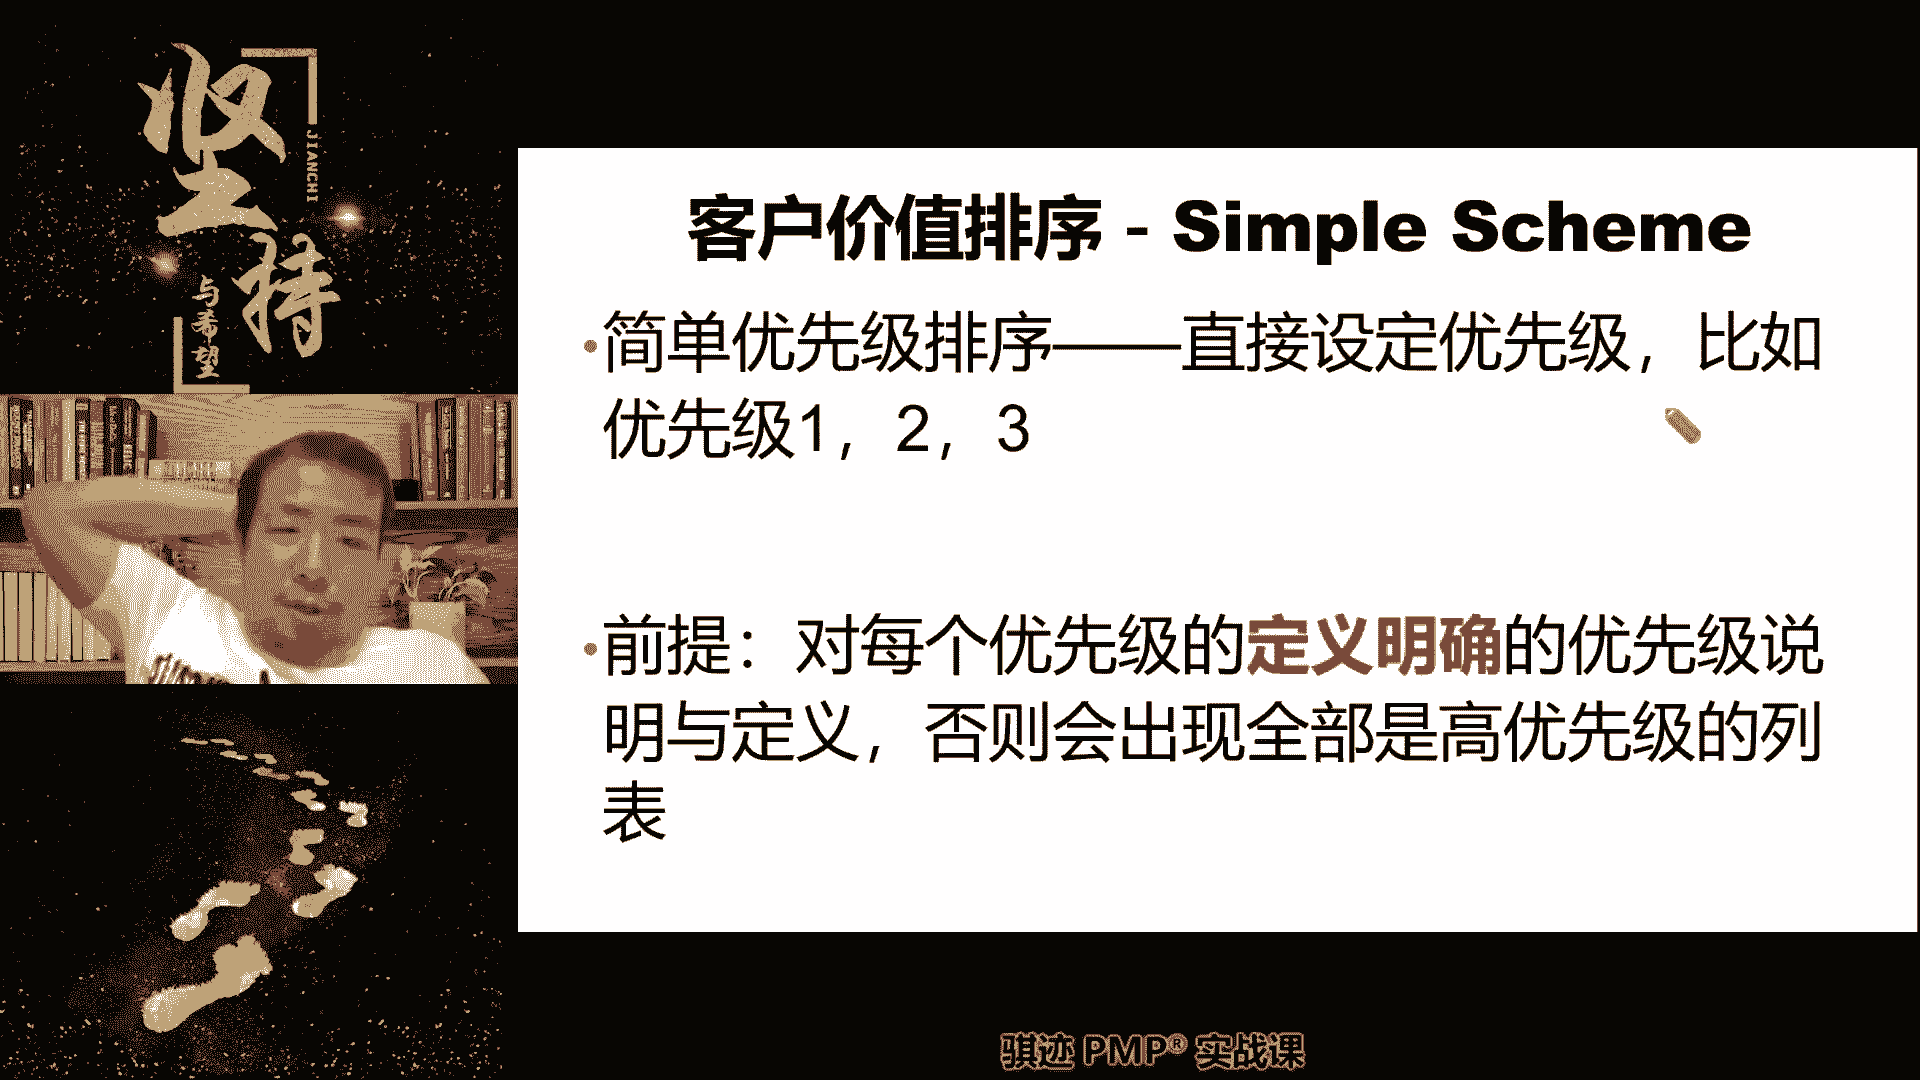 坚持
JIANCHI
与希望
客户价值排序 - Simple Scheme
•简单优先级排序——直接设定优先级，比如
优先级1，2，3
•前提：对每个优先级的定义明确的优先级说
明与定义，否则会出现全部是高优先级的列
表
骐迹 PMP® 实战课